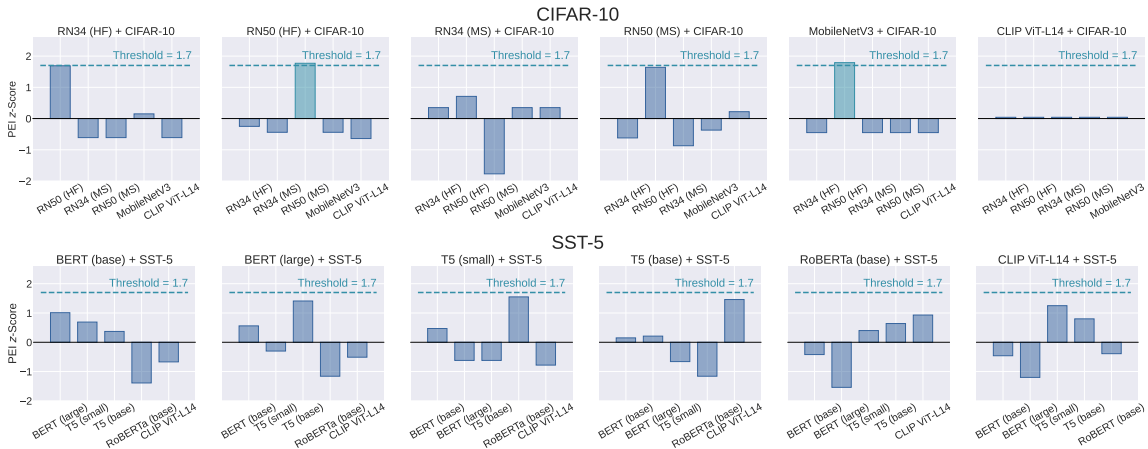 CIFAR-10
RN34 (HF) + CIFAR-10
RN50 (HF) + CIFAR-10
RN34 (MS) + CIFAR-10
RN50 (MS) + CIFAR-10
MobileNetV3 + CIFAR-10
CLIP ViT-L14 + CIFAR-10
PEI z-Score
2
1
0
−1
−2
Threshold = 1.7
Threshold = 1.7
Threshold = 1.7
Threshold = 1.7
Threshold = 1.7
Threshold = 1.7
RN50 (HF)
RN34 (MS)
RN50 (MS)
MobileNetV3
CLIP ViT-L14
RN34 (HF)
RN34 (MS)
RN50 (MS)
MobileNetV3
CLIP ViT-L14
RN34 (HF)
RN50 (HF)
RN50 (MS)
MobileNetV3
CLIP ViT-L14
RN34 (HF)
RN50 (HF)
RN34 (MS)
MobileNetV3
CLIP ViT-L14
RN34 (HF)
RN50 (HF)
RN34 (MS)
RN50 (MS)
CLIP ViT-L14
RN34 (HF)
RN50 (HF)
RN34 (MS)
RN50 (MS)
MobileNetV3
SST-5
BERT (base) + SST-5
BERT (large) + SST-5
T5 (small) + SST-5
T5 (base) + SST-5
RoBERTa (base) + SST-5
CLIP ViT-L14 + SST-5
PEI z-Score
2
1
0
−1
−2
Threshold = 1.7
Threshold = 1.7
Threshold = 1.7
Threshold = 1.7
Threshold = 1.7
Threshold = 1.7
BERT (large)
T5 (small)
T5 (base)
RoBERTa (base)
CLIP ViT-L14
BERT (base)
T5 (small)
T5 (base)
RoBERTa (base)
CLIP ViT-L14
BERT (base)
BERT (large)
T5 (base)
RoBERTa (base)
CLIP ViT-L14
BERT (base)
BERT (large)
T5 (small)
RoBERTa (base)
CLIP ViT-L14
BERT (base)
BERT (large)
T5 (small)
T5 (base)
CLIP ViT-L14
BERT (base)
BERT (large)
T5 (small)
T5 (base)
RoBERT (base)